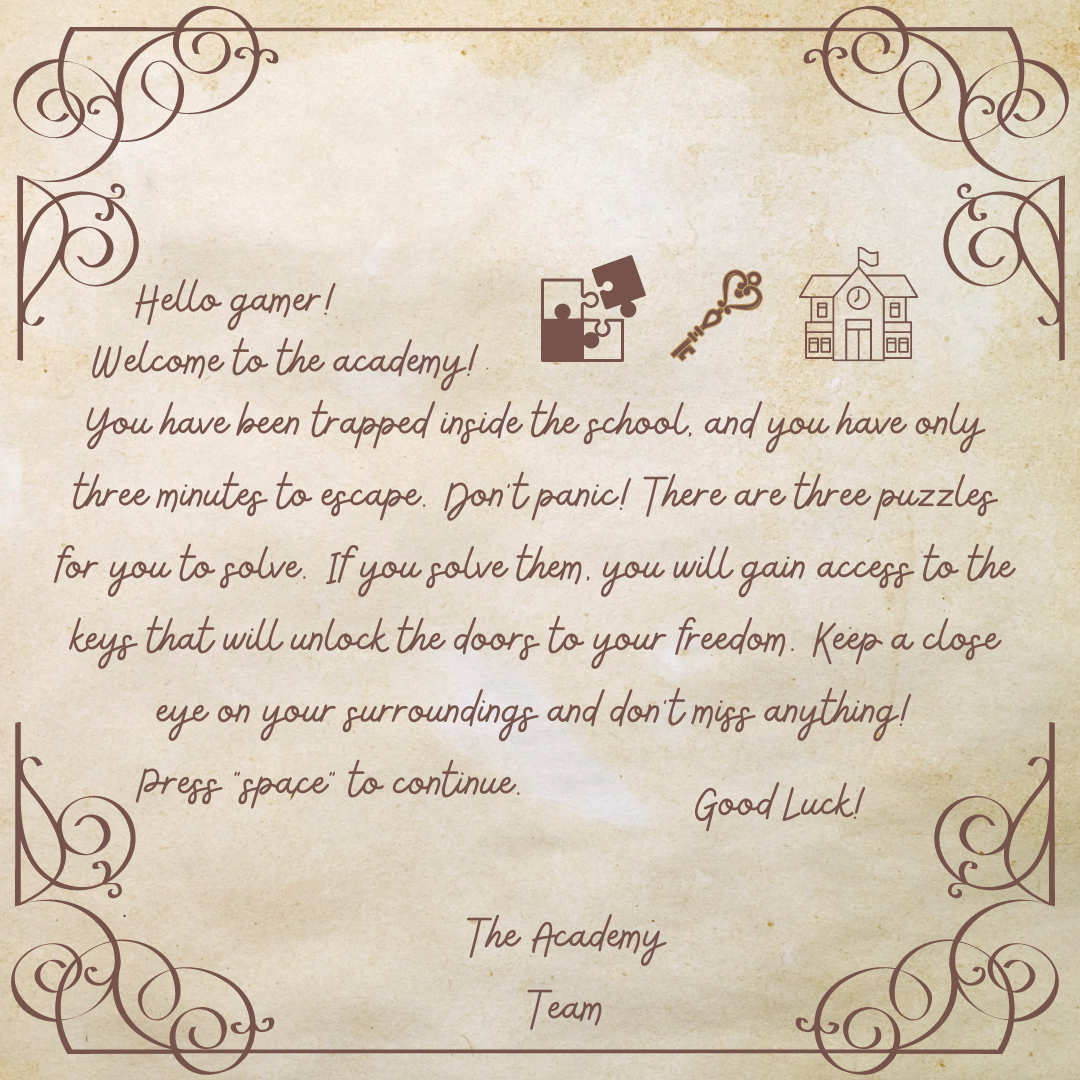 Hello gamer!
Welcome to the academy!
You have been trapped inside the school, and you have only
three minutes to escape. Don't panic! There are three puzzles
for you to solve. If you solve them, you will gain access to the
keys that will unlock the doors to your freedom. Keep a close
eye on your surroundings and don't miss anything!
Press "space" to continue.
Good Luck!
The Academy
Team